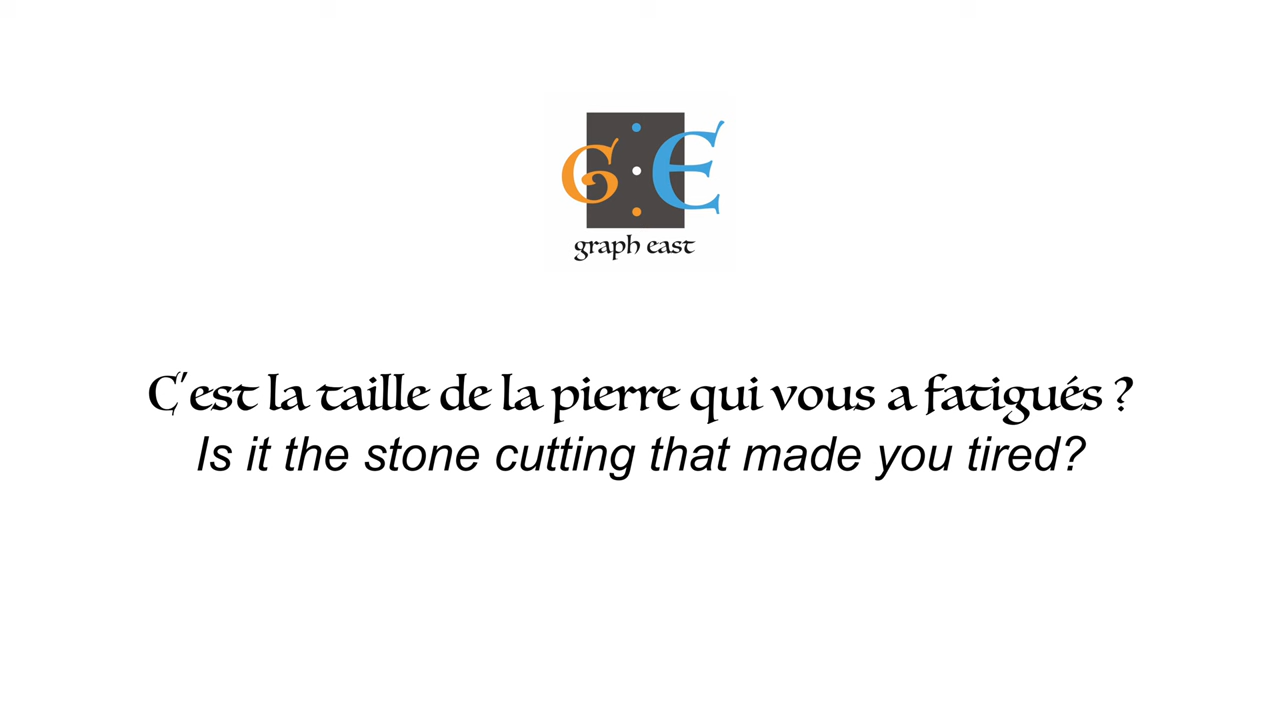 G E
graph east
C'est la taille de la pierre qui vous a fatigués ?
Is it the stone cutting that made you tired?